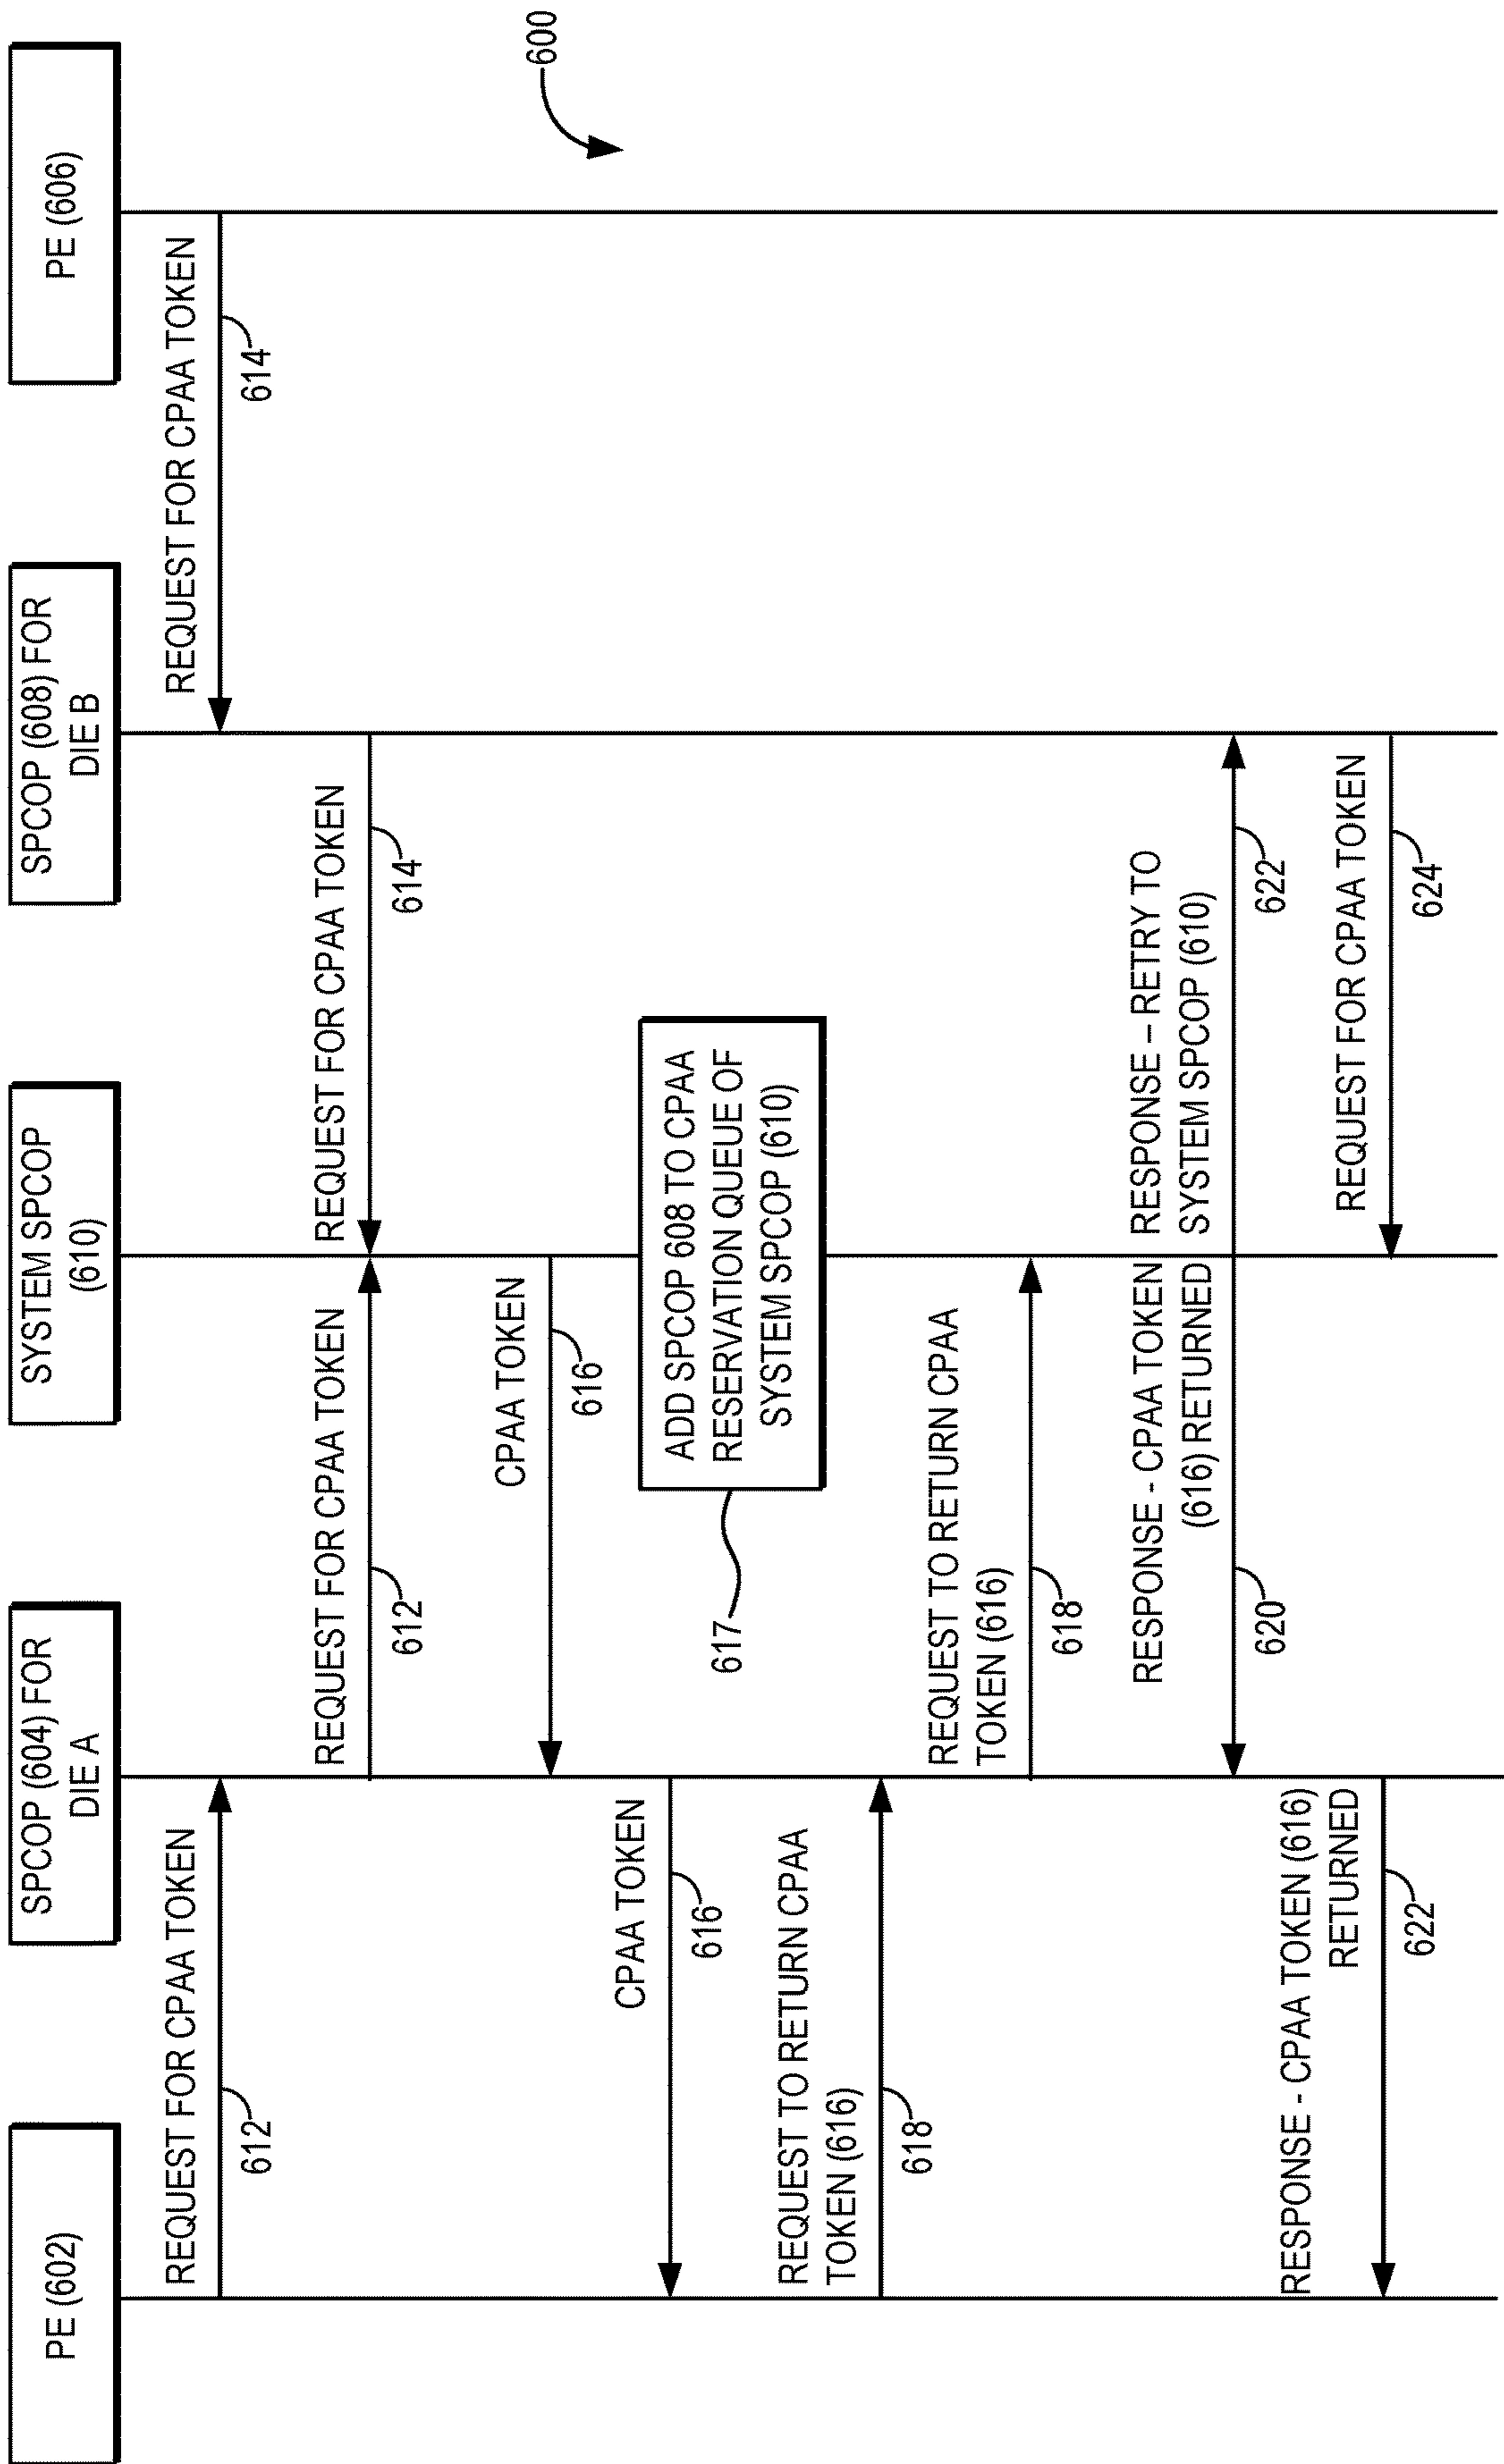 PE (602)
SPCOP (604) FOR
DIE A
SYSTEM SPCOP
(610)
SPCOP (608) FOR
DIE B
PE (606)
600
REQUEST FOR CPAA TOKEN
612
REQUEST FOR CPAA TOKEN
614
REQUEST FOR CPAA TOKEN
612
REQUEST FOR CPAA TOKEN
614
CPAA TOKEN
616
CPAA TOKEN
616
ADD SPCOP 608 TO CPAA
RESERVATION QUEUE OF
SYSTEM SPCOP (610)
617
REQUEST TO RETURN CPAA
TOKEN (616)
618
REQUEST TO RETURN CPAA
TOKEN (616)
618
RESPONSE - CPAA TOKEN
(616) RETURNED
620
RESPONSE – RETRY TO
SYSTEM SPCOP (610)
622
RESPONSE - CPAA TOKEN (616)
RETURNED
622
REQUEST FOR CPAA TOKEN
624